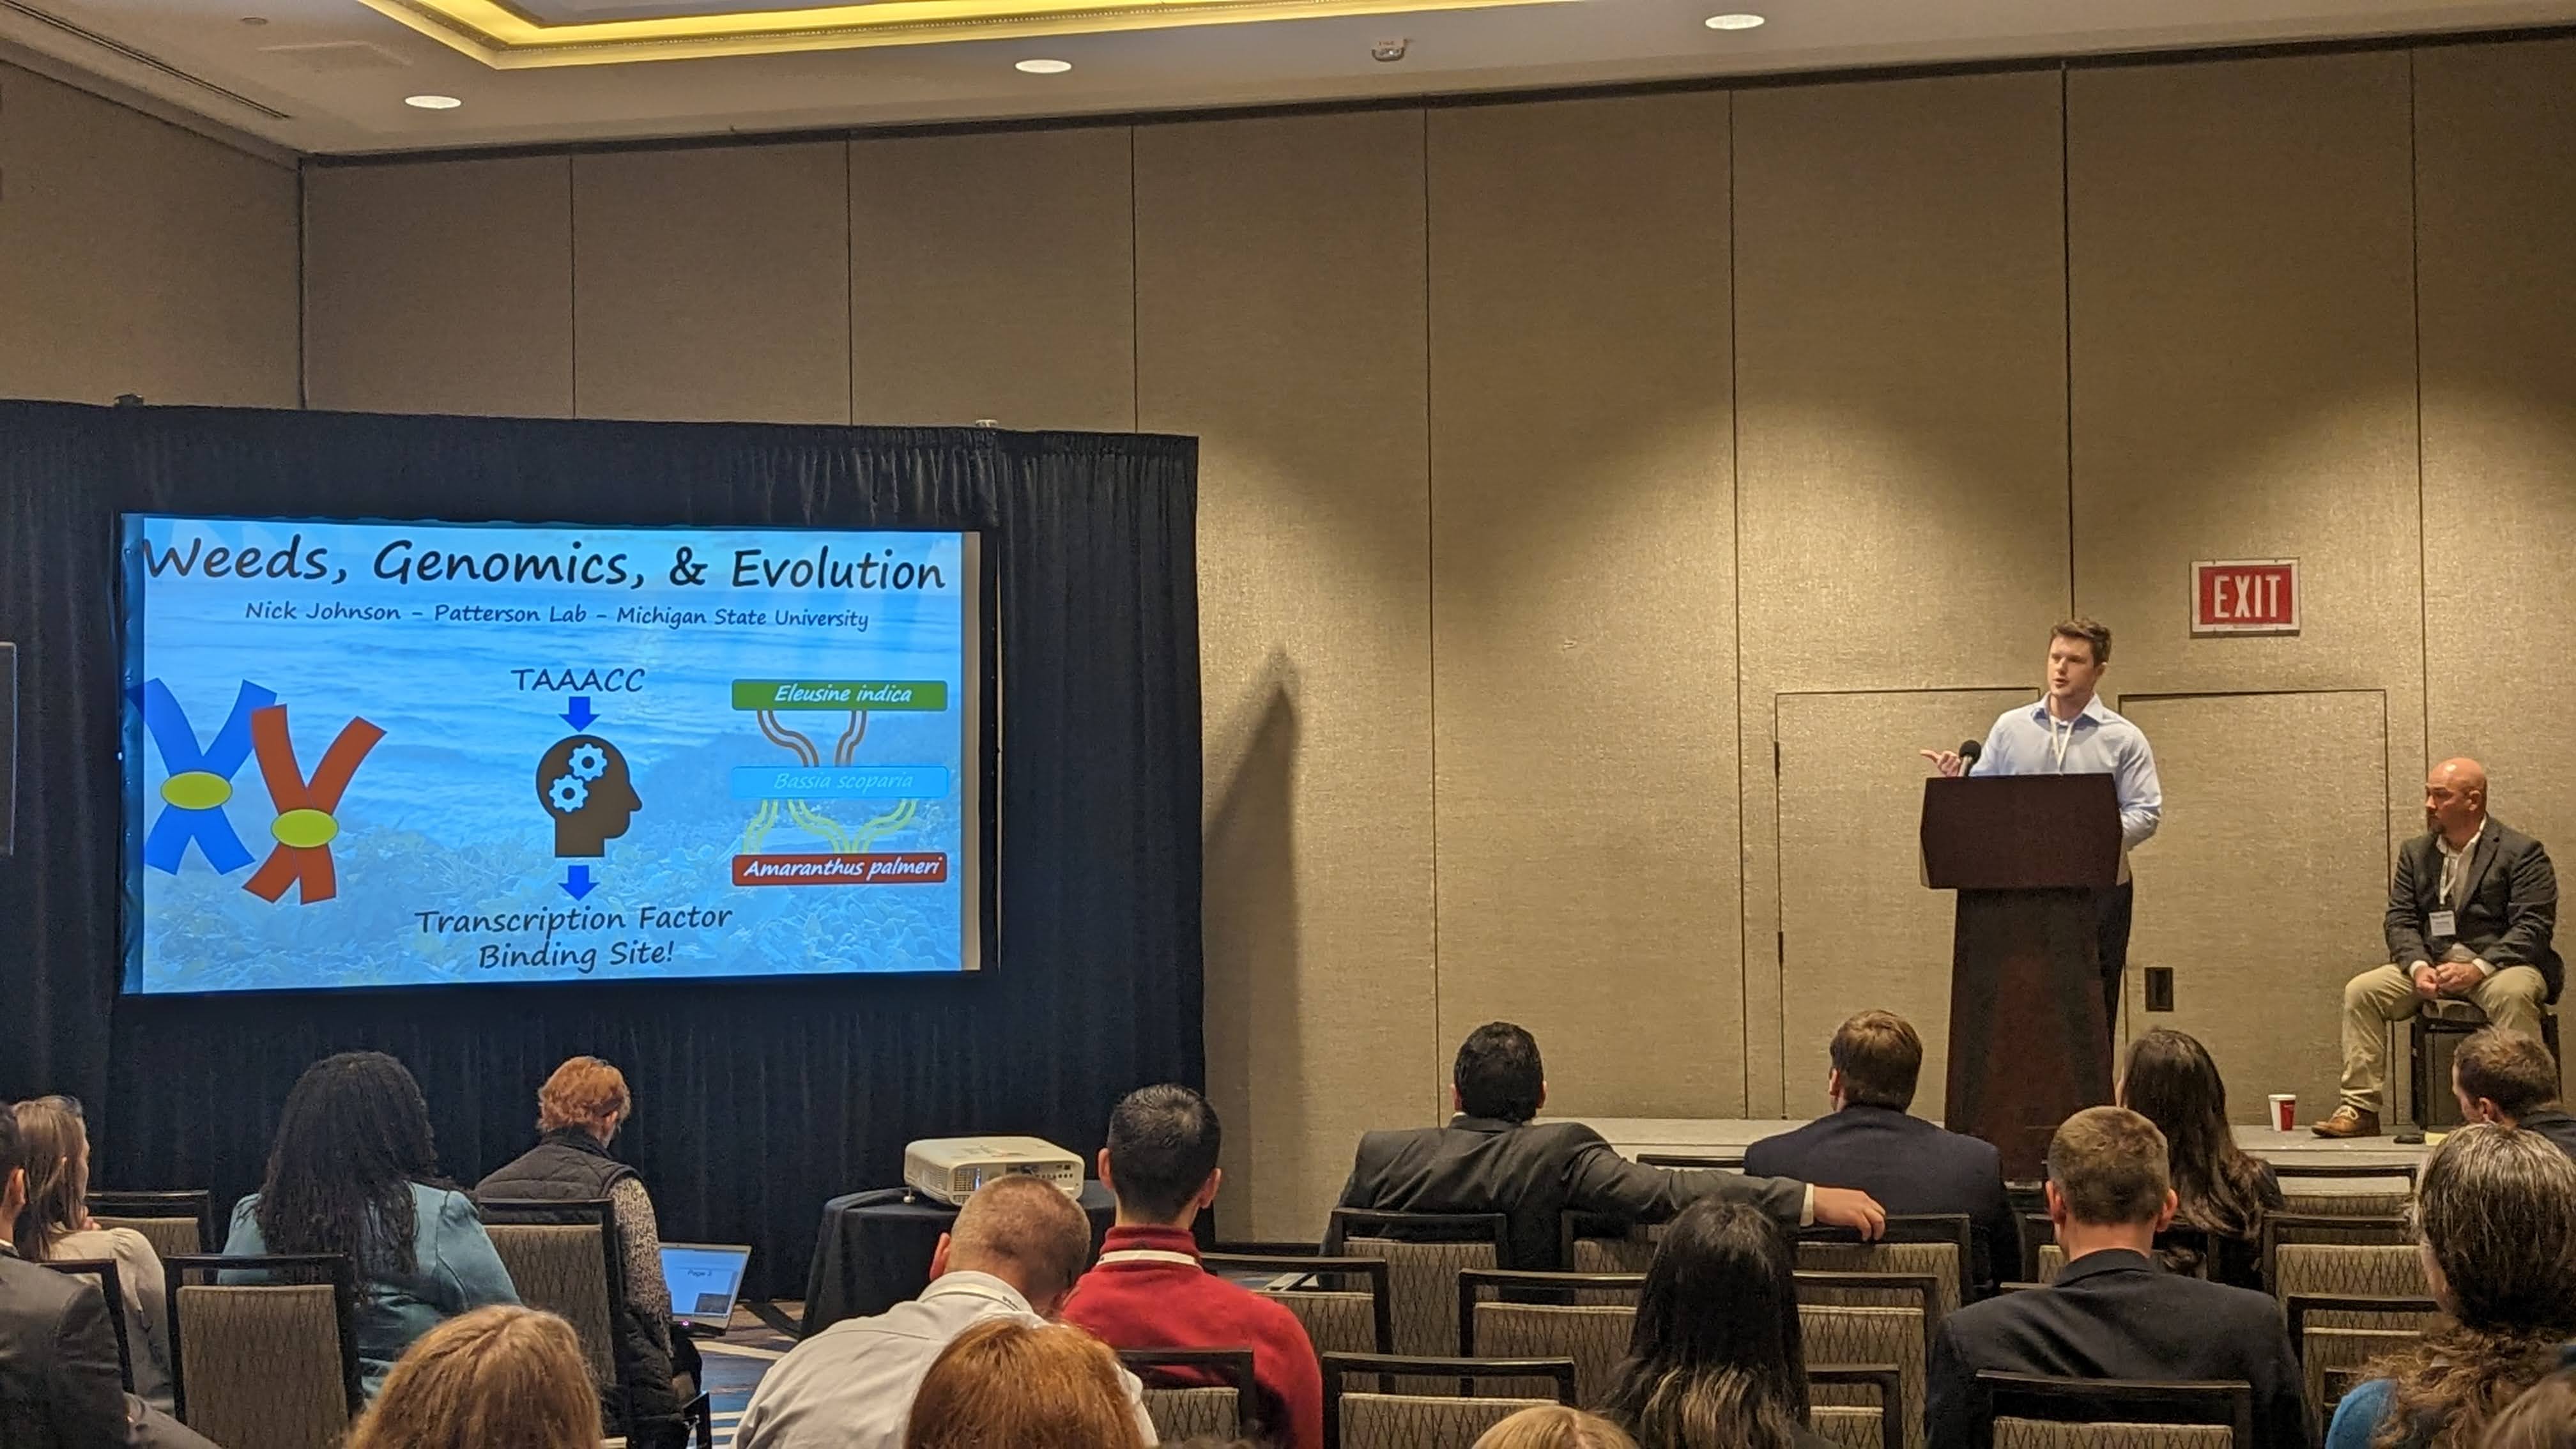 Weeds, Genomics, & Evolution
Nick Johnson - Patterson Lab - Michigan State University
TAAACC
Eleusine indica
Bassia scoparia
Amaranthus palmeri
Transcription Factor
Binding Site!
EXIT